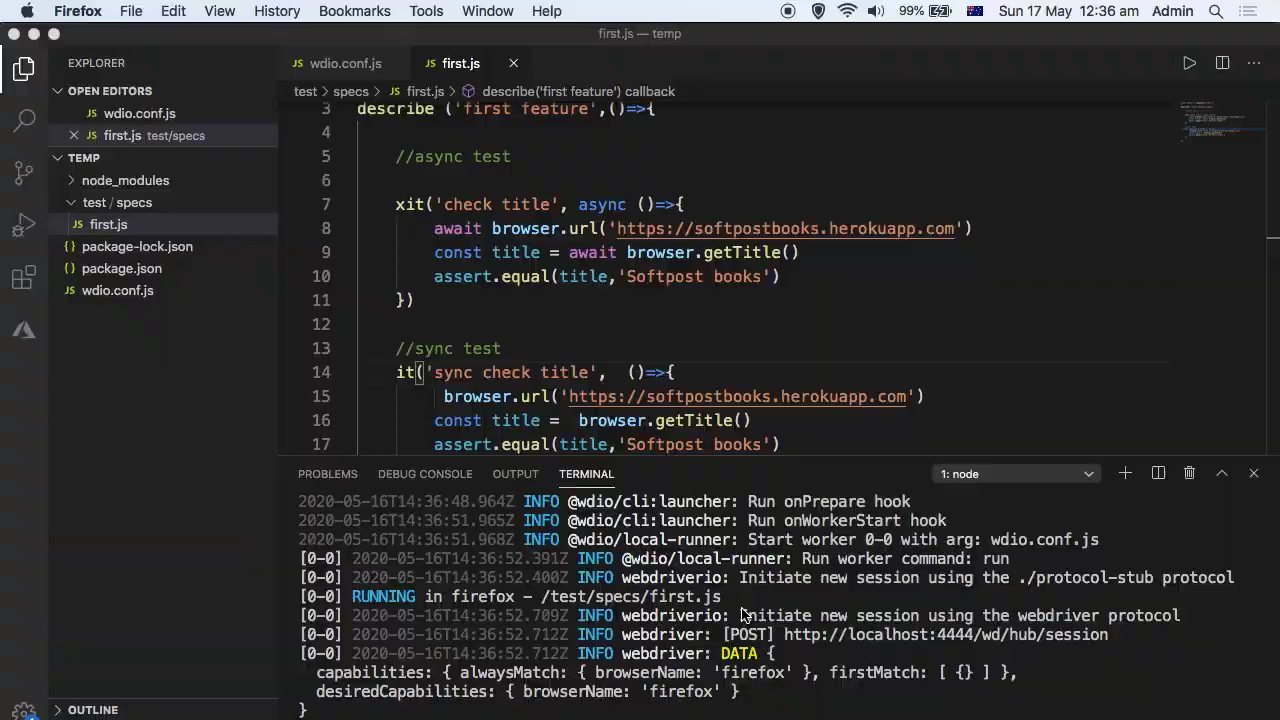 Firefox File Edit View History Bookmarks Tools Window Help 99% Sun 17 May 12:36 am Admin
first.js — temp
EXPLORER
JS wdio.conf.js JS first.js
OPEN EDITORS
test > specs > JS first.js > describe('first feature') callback
JS wdio.conf.js
JS first.js test/specs
TEMP
node_modules
test / specs
JS first.js
{} package-lock.json
{} package.json
JS wdio.conf.js
OUTLINE
3 describe ('first feature',()=>{
4
5 //async test
6
7 xit('check title', async ()=>{
8 await browser.url('https://softpostbooks.herokuapp.com')
9 const title = await browser.getTitle()
10 assert.equal(title,'Softpost books')
11 })
12
13 //sync test
14 it('sync check title', ()=>{
15 browser.url('https://softpostbooks.herokuapp.com')
16 const title = browser.getTitle()
17 assert.equal(title,'Softpost books')
PROBLEMS DEBUG CONSOLE OUTPUT TERMINAL 1: node
2020-05-16T14:36:48.964Z INFO @wdio/cli:launcher: Run onPrepare hook
2020-05-16T14:36:51.965Z INFO @wdio/cli:launcher: Run onWorkerStart hook
2020-05-16T14:36:51.968Z INFO @wdio/local-runner: Start worker 0-0 with arg: wdio.conf.js
[0-0] 2020-05-16T14:36:52.391Z INFO @wdio/local-runner: Run worker command: run
[0-0] 2020-05-16T14:36:52.400Z INFO webdriverio: Initiate new session using the ./protocol-stub protocol
[0-0] RUNNING in firefox - /test/specs/first.js
[0-0] 2020-05-16T14:36:52.709Z INFO webdriverio: Initiate new session using the webdriver protocol
[0-0] 2020-05-16T14:36:52.712Z INFO webdriver: [POST] http://localhost:4444/wd/hub/session
[0-0] 2020-05-16T14:36:52.712Z INFO webdriver: DATA {
capabilities: { alwaysMatch: { browserName: 'firefox' }, firstMatch: [ {} ] },
desiredCapabilities: { browserName: 'firefox' }
}